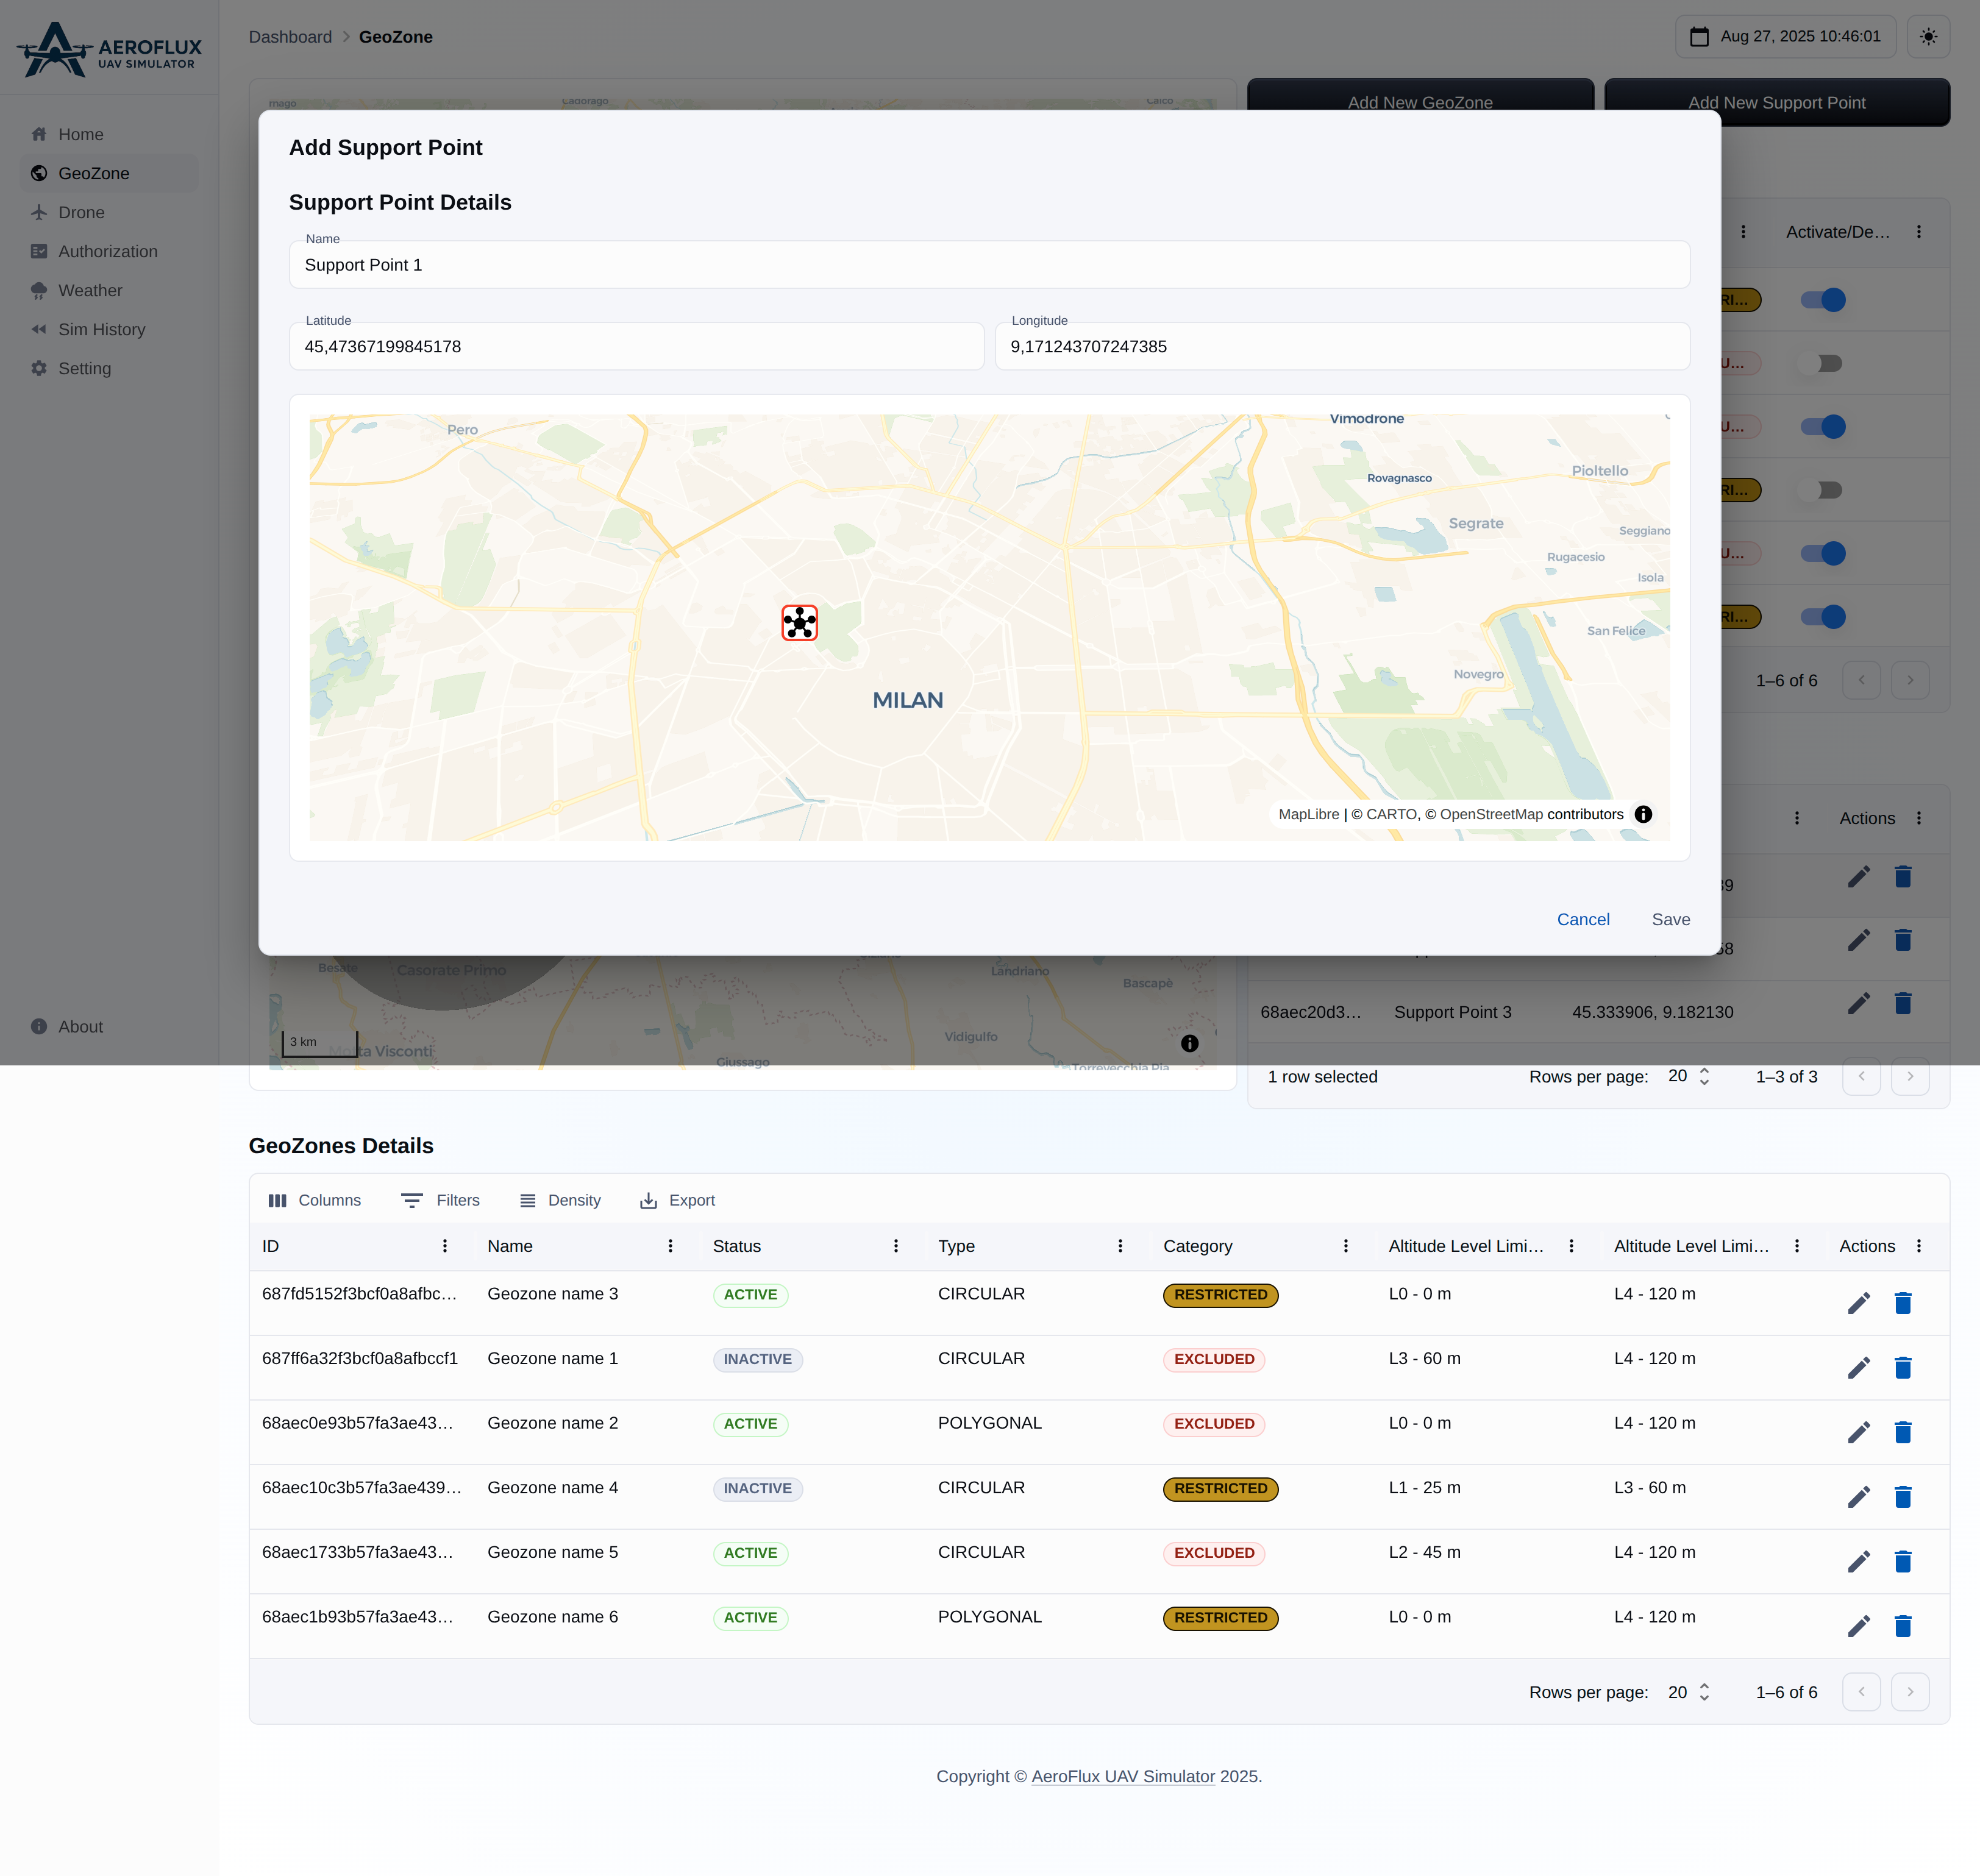 AEROFLUX
UAV SIMULATOR
Dashboard GeoZone
Aug 27, 2025 10:46:01
Home
GeoZone
Drone
Authorization
Weather
Sim History
Setting
About
mago
Cadorago
Add New GeoZone
Add New Support Point
Activate/De...
RI...
U...
U...
RI...
U...
RI...
1–6 of 6
Add Support Point
Support Point Details
Name
Support Point 1
Latitude
45,47367199845178
Longitude
9,171243707247385
Pero
Vimodrone
Rovagnasco
Pioltello
Segrate
Seggiano
Rugacesio
Isola
San Felice
Novegro
MILAN
MapLibre | © CARTO, © OpenStreetMap contributors
Cancel Save
Actions
39
58
68aec20d3... Support Point 3 45.333906, 9.182130
1 row selected Rows per page: 20 1–3 of 3
Besate
Casorate Primo
Landriano
Bascapè
Vidigulfo
Motta Visconti
Giussago
Torrevecchia Pia
3 km
GeoZones Details
Columns Filters Density Export
ID Name Status Type Category Altitude Level Limi... Altitude Level Limi... Actions
687fd5152f3bcf0a8afbc... Geozone name 3 ACTIVE CIRCULAR RESTRICTED L0 - 0 m L4 - 120 m
687ff6a32f3bcf0a8afbccf1 Geozone name 1 INACTIVE CIRCULAR EXCLUDED L3 - 60 m L4 - 120 m
68aec0e93b57fa3ae43... Geozone name 2 ACTIVE POLYGONAL EXCLUDED L0 - 0 m L4 - 120 m
68aec10c3b57fa3ae439... Geozone name 4 INACTIVE CIRCULAR RESTRICTED L1 - 25 m L3 - 60 m
68aec1733b57fa3ae43... Geozone name 5 ACTIVE CIRCULAR EXCLUDED L2 - 45 m L4 - 120 m
68aec1b93b57fa3ae43... Geozone name 6 ACTIVE POLYGONAL RESTRICTED L0 - 0 m L4 - 120 m
Rows per page: 20 1–6 of 6
Copyright © AeroFlux UAV Simulator 2025.